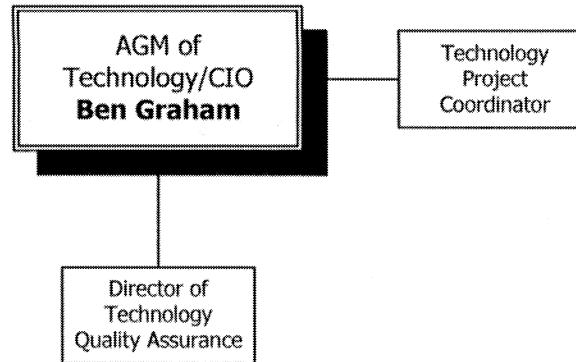 AGM of
Technology/CIO
Ben Graham
Technology
Project
Coordinator
Director of
Technology
Quality Assurance